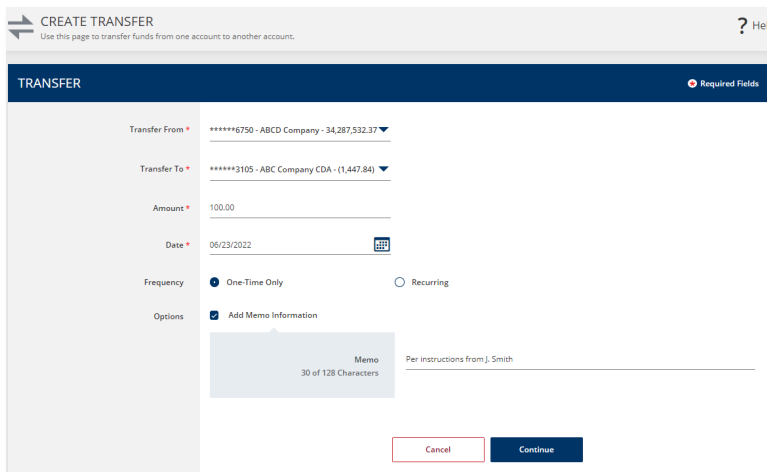 CREATE TRANSFER
Use this page to transfer funds from one account to another account.
?
TRANSFER
Required Fields
Transfer From * ******6750 - ABCD Company - 34,287,532.37
Transfer To * ******3105 - ABC Company CDA - (1,447.84)
Amount * 100.00
Date * 06/23/2022
Frequency One-Time Only Recurring
Options Add Memo Information
Memo Per instructions from J. Smith
30 of 128 Characters
Cancel Continue